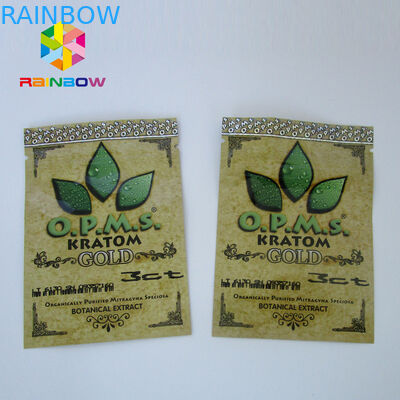 RAINBOW
RAINBOW
O.P.M.S.®
KRATOM
GOLD
3ct
ORGANICALLY PURIFIED MITRAGYNA SPECIOSA
BOTANICAL EXTRACT
O.P.M.S.®
KRATOM
GOLD
3ct
ORGANICALLY PURIFIED MITRAGYNA SPECIOSA
BOTANICAL EXTRACT